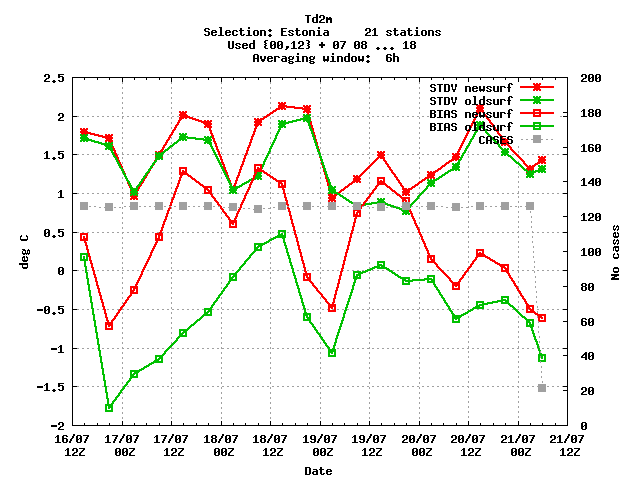 Td2m
Selection: Estonia 21 stations
Used {00,12} + 07 08 ... 18
Averaging window: 6h
STDV newsurf
STDV oldsurf
BIAS newsurf
BIAS oldsurf
CASES
deg C
2.5
2
1.5
1
0.5
0
-0.5
-1
-1.5
-2
No cases
200
180
160
140
120
100
80
60
40
20
0
16/07 17/07 17/07 18/07 18/07 19/07 19/07 20/07 20/07 21/07 21/07
12Z 00Z 12Z 00Z 12Z 00Z 12Z 00Z 12Z 00Z 12Z
Date